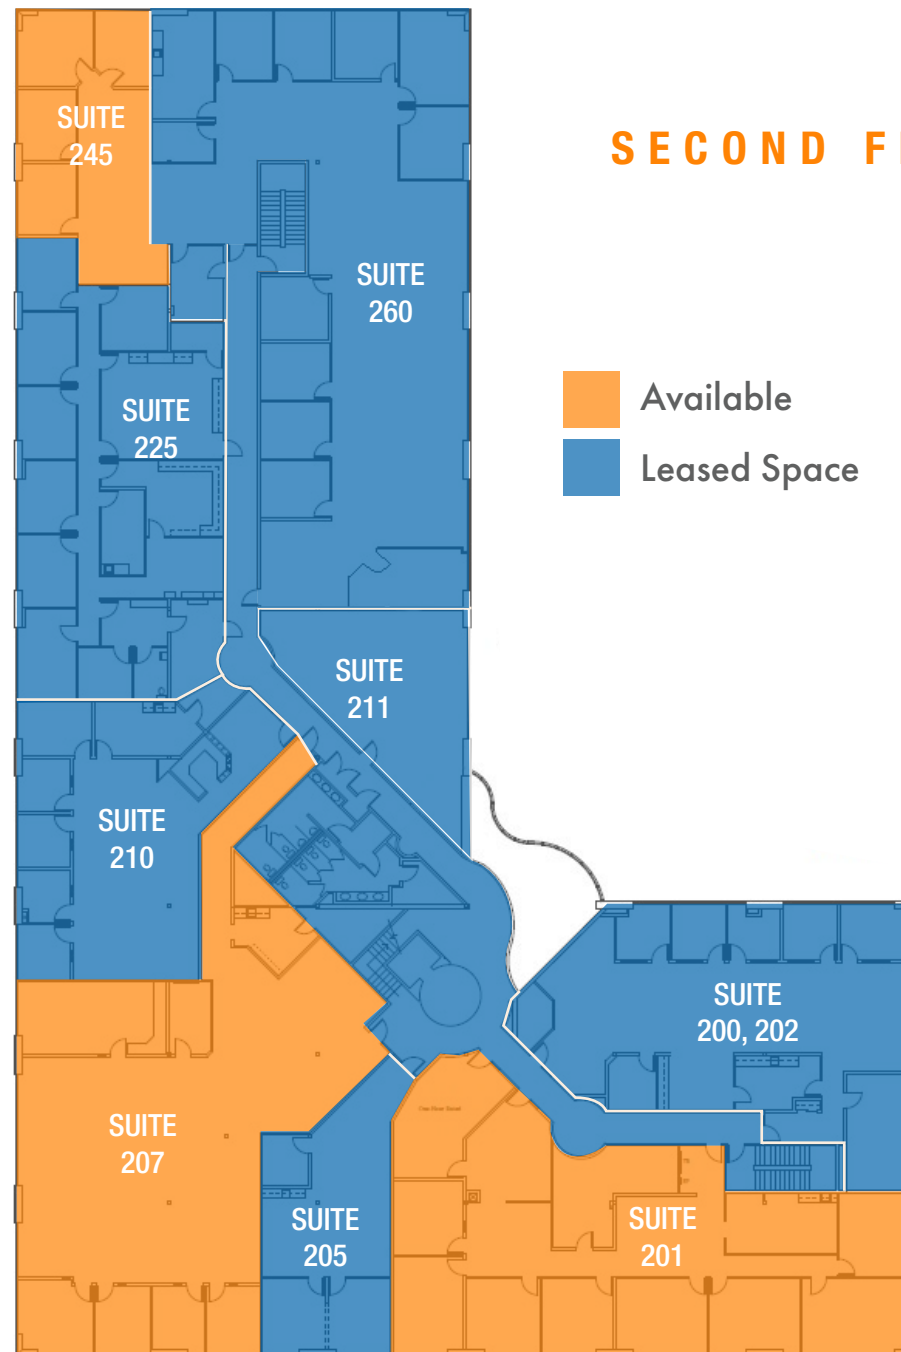 SECOND F
SUITE
245
SUITE
260
Available
SUITE
225
Leased Space
SUITE
211
SUITE
210
SUITE
200, 202
SUITE
207
SUITE
205
SUITE
201